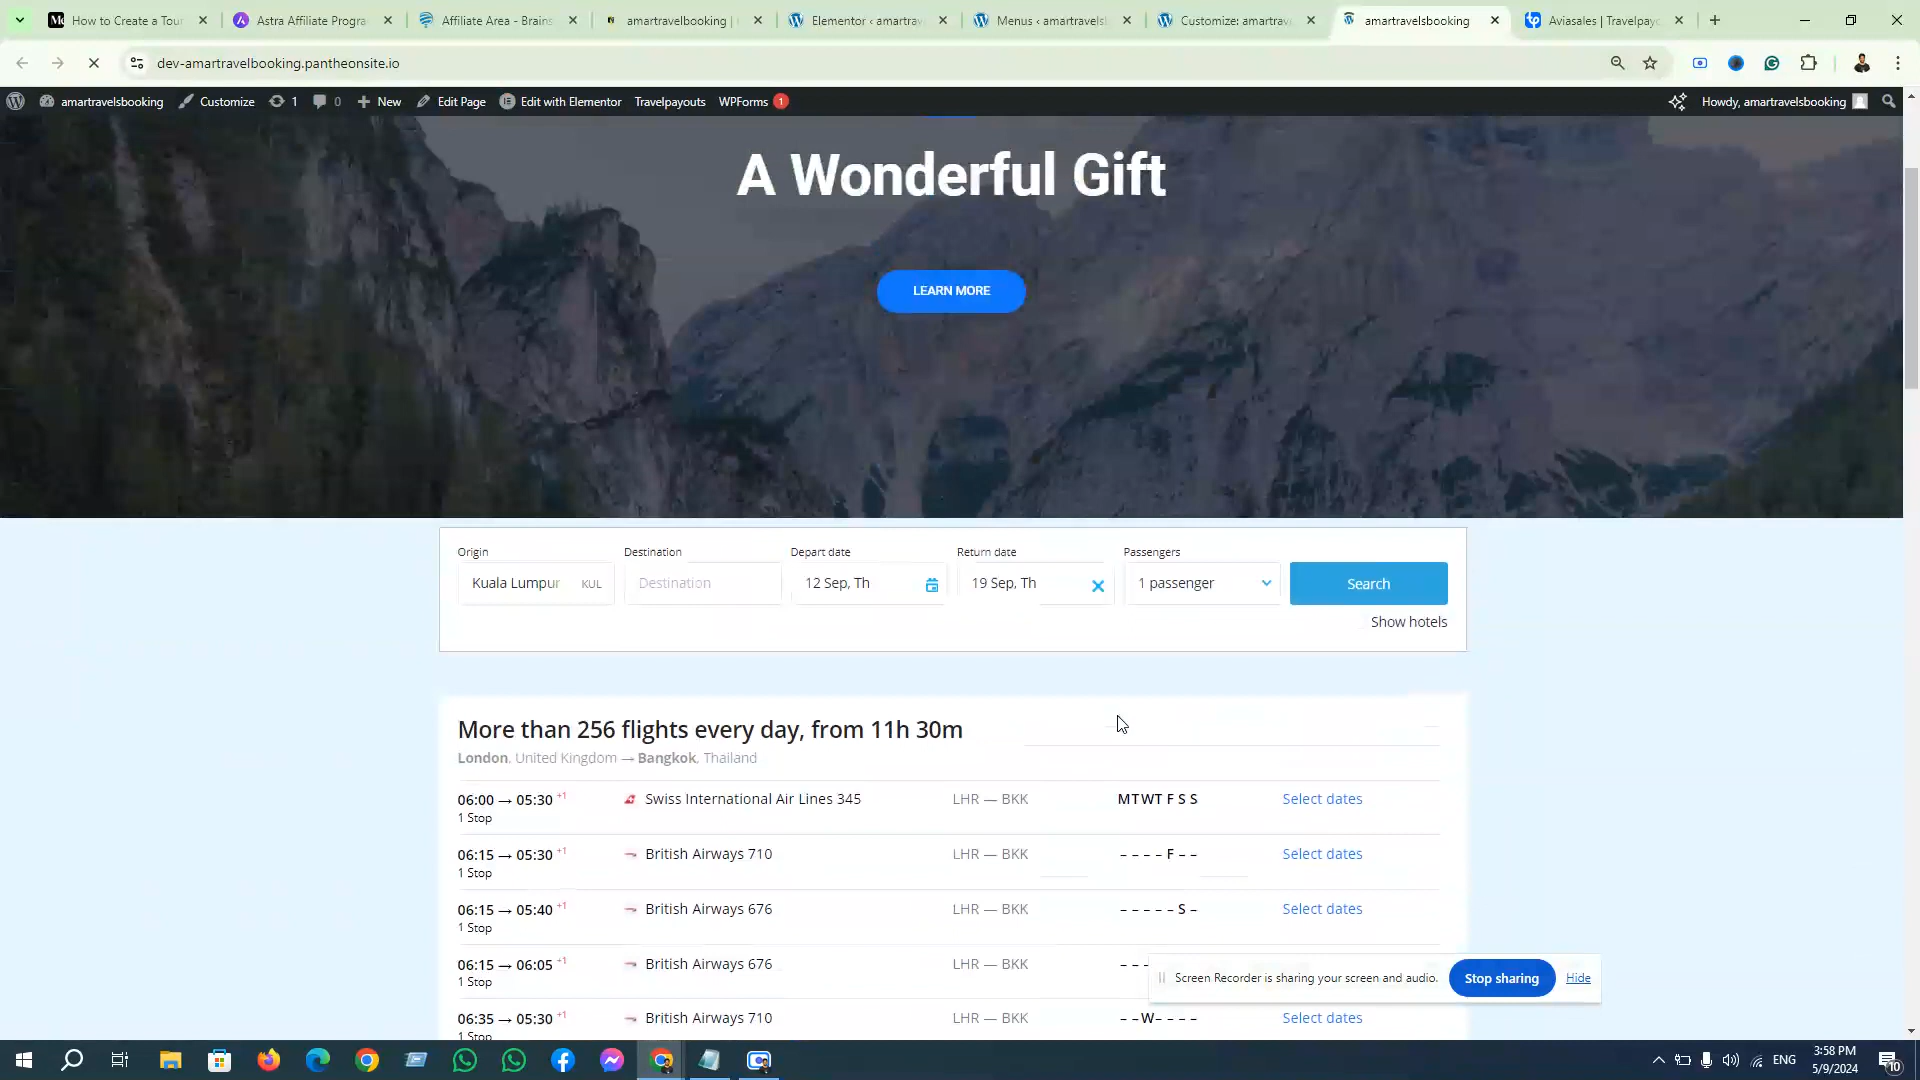 How to Create a Tour
Astra Affiliate Progra
Affiliate Area - Brains
amartravelbooking |
Elementor ‹ amartrav
Menus ‹ amartravelsb
Customize: amartrave
amartravelsbooking
Aviasales | Travelpayo
dev-amartravelbooking.pantheonsite.io
amartravelsbooking Customize 1 0 New Edit Page Edit with Elementor Travelpayouts WPForms 1 Howdy, amartravelsbooking
A Wonderful Gift
LEARN MORE
Origin Destination Depart date Return date Passengers
Kuala Lumpur KUL Destination 12 Sep, Th 19 Sep, Th 1 passenger Search
Show hotels
More than 256 flights every day, from 11h 30m
London, United Kingdom → Bangkok, Thailand
06:00 → 05:30 +1 Swiss International Air Lines 345 LHR — BKK MTWTFSS Select dates
1 Stop
06:15 → 05:30 +1 British Airways 710 LHR — BKK ----F-- Select dates
1 Stop
06:15 → 05:40 +1 British Airways 676 LHR — BKK -----S- Select dates
1 Stop
06:15 → 06:05 +1 British Airways 676 LHR — BKK --
1 Stop
Screen Recorder is sharing your screen and audio. Stop sharing Hide
06:35 → 05:30 +1 British Airways 710 LHR — BKK --W---- Select dates
1 Stop
ENG 3:58 PM
5/9/2024
10